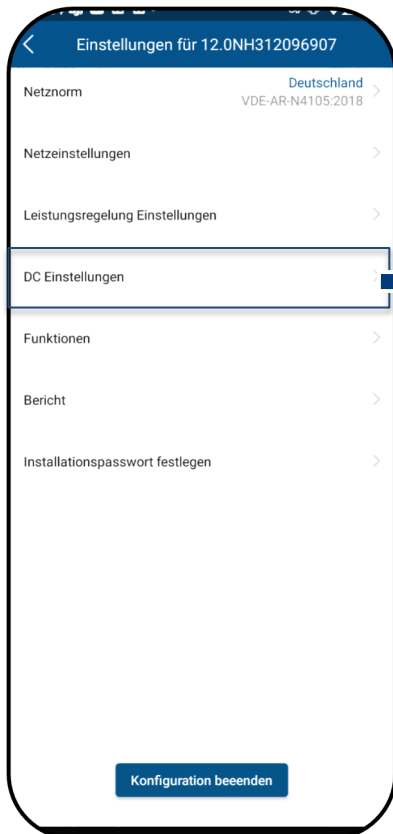 Einstellungen für 12.0NH312096907
Netznorm
Deutschland
VDE-AR-N4105:2018
Netzeinstellungen
Leistungsregelung Einstellungen
DC Einstellungen
Funktionen
Bericht
Installationspasswort festlegen
Konfiguration beeenden